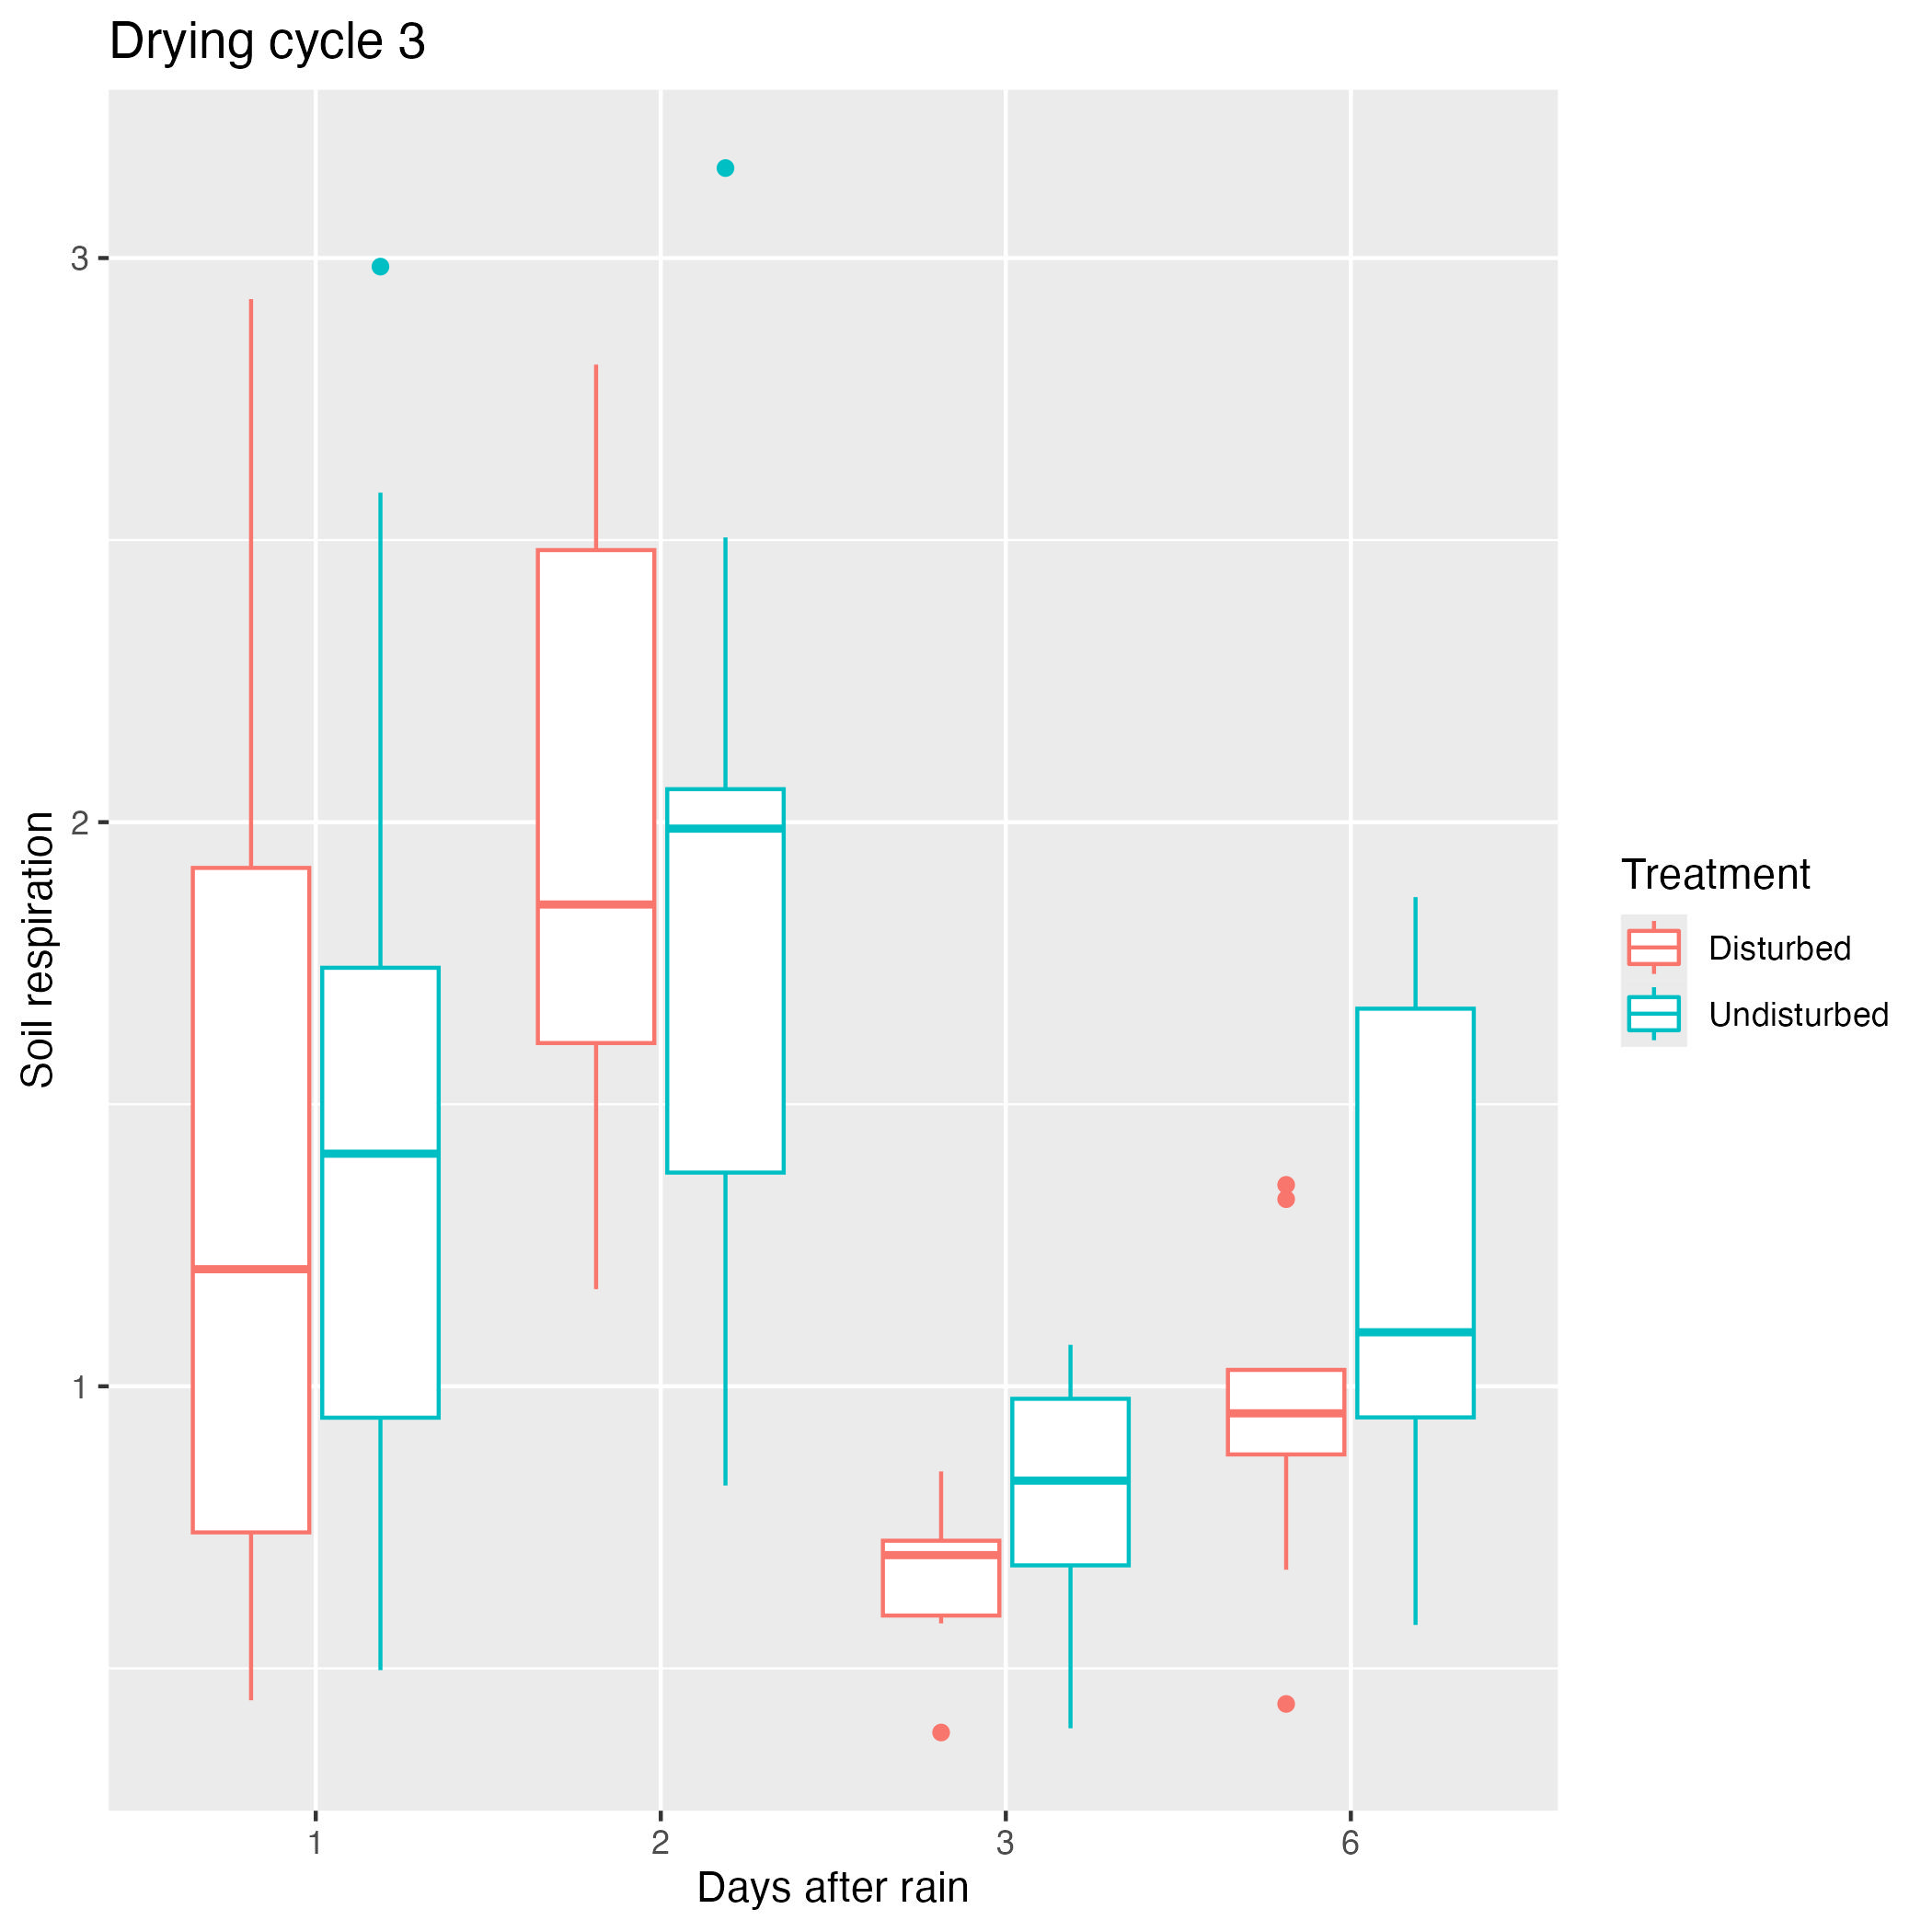 Drying cycle 3
3
2
1
Soil respiration
1 2 3 6
Days after rain
Treatment
Disturbed
Undisturbed